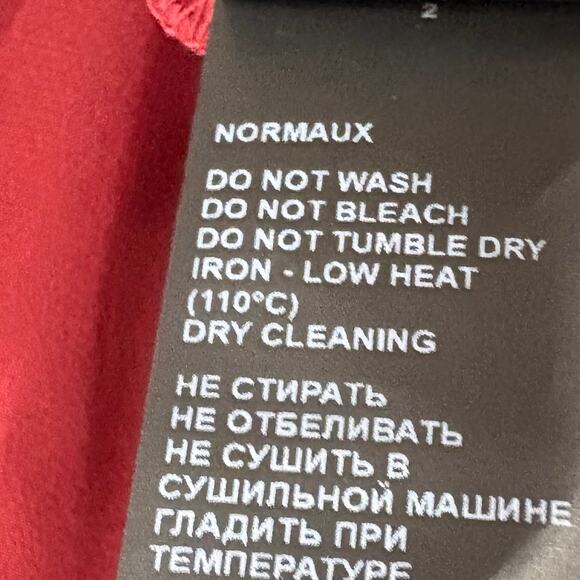 2
NORMAUX
DO NOT WASH
DO NOT BLEACH
DO NOT TUMBLE DRY
IRON - LOW HEAT
(110°C)
DRY CLEANING
НЕ СТИРАТЬ
НЕ ОТБЕЛИВАТЬ
НЕ СУШИТЬ В
СУШИЛЬНОЙ МАШИНЕ
ГЛАДИТЬ ПРИ
ТЕМПЕРАТУРЕ